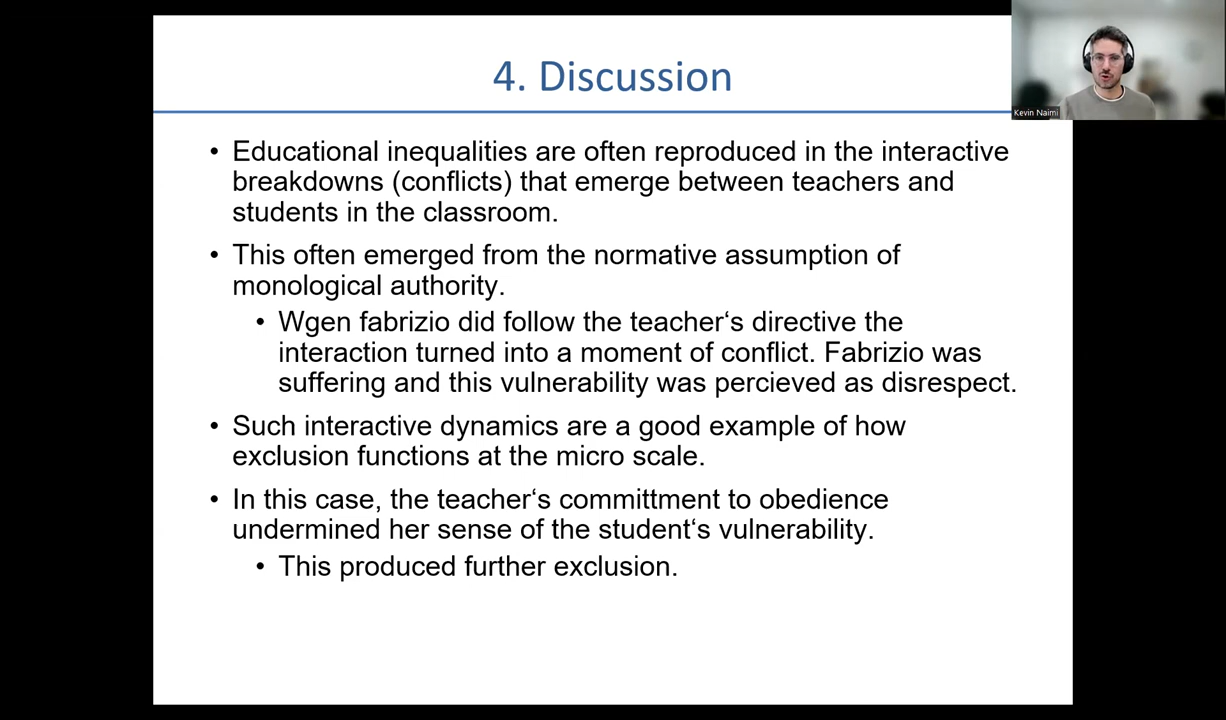 4. Discussion
Kevin Naimi
• Educational inequalities are often reproduced in the interactive
breakdowns (conflicts) that emerge between teachers and
students in the classroom.
• This often emerged from the normative assumption of
monological authority.
• Wgen fabrizio did follow the teacher‘s directive the
interaction turned into a moment of conflict. Fabrizio was
suffering and this vulnerability was percieved as disrespect.
• Such interactive dynamics are a good example of how
exclusion functions at the micro scale.
• In this case, the teacher‘s committment to obedience
undermined her sense of the student‘s vulnerability.
• This produced further exclusion.